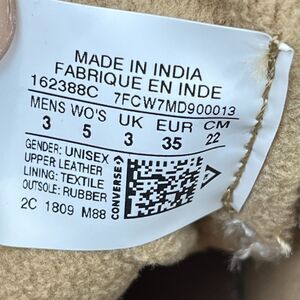 MADE IN INDIA
FABRIQUE EN INDE
162388C 7FCW7MD900013
MENS WO'S UK EUR CM
3 5 3 35 22
GENDER: UNISEX
UPPER LEATHER
LINING: TEXTILE
OUTSOLE: RUBBER
CONVERSE
2C 1809 M88